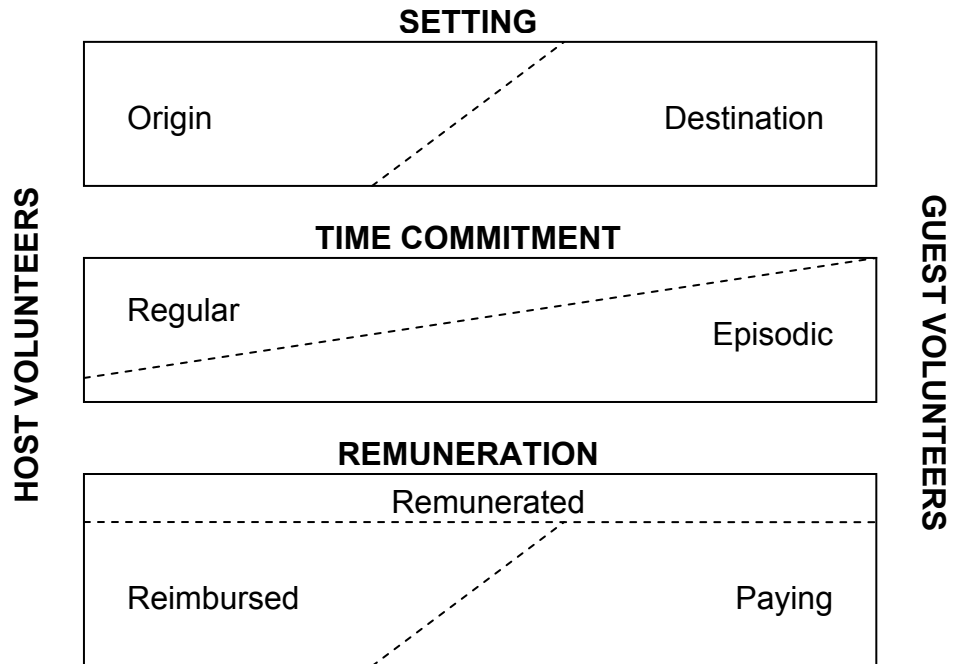 SETTING
Origin
Destination
HOST VOLUNTEERS
GUEST VOLUNTEERS
TIME COMMITMENT
Regular
Episodic
REMUNERATION
Remunerated
Reimbursed
Paying